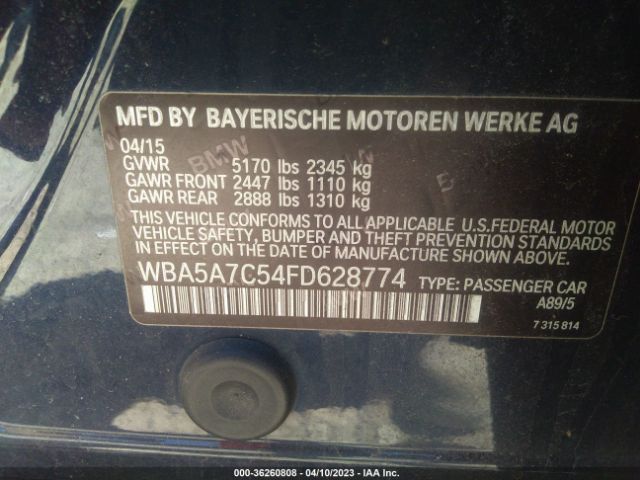 MFD BY BAYERISCHE MOTOREN WERKE AG
04/15
GVWR 5170 lbs 2345 kg
GAWR FRONT 2447 lbs 1110 kg
GAWR REAR 2888 lbs 1310 kg
THIS VEHICLE CONFORMS TO ALL APPLICABLE U.S.FEDERAL MOTOR
VEHICLE SAFETY, BUMPER AND THEFT PREVENTION STANDARDS
IN EFFECT ON THE DATE OF MANUFACTURE SHOWN ABOVE.
WBA5A7C54FD628774 TYPE: PASSENGER CAR
A89/5
7 315 814
BMW
000-36260808 - 04/10/2023 - IAA Inc.